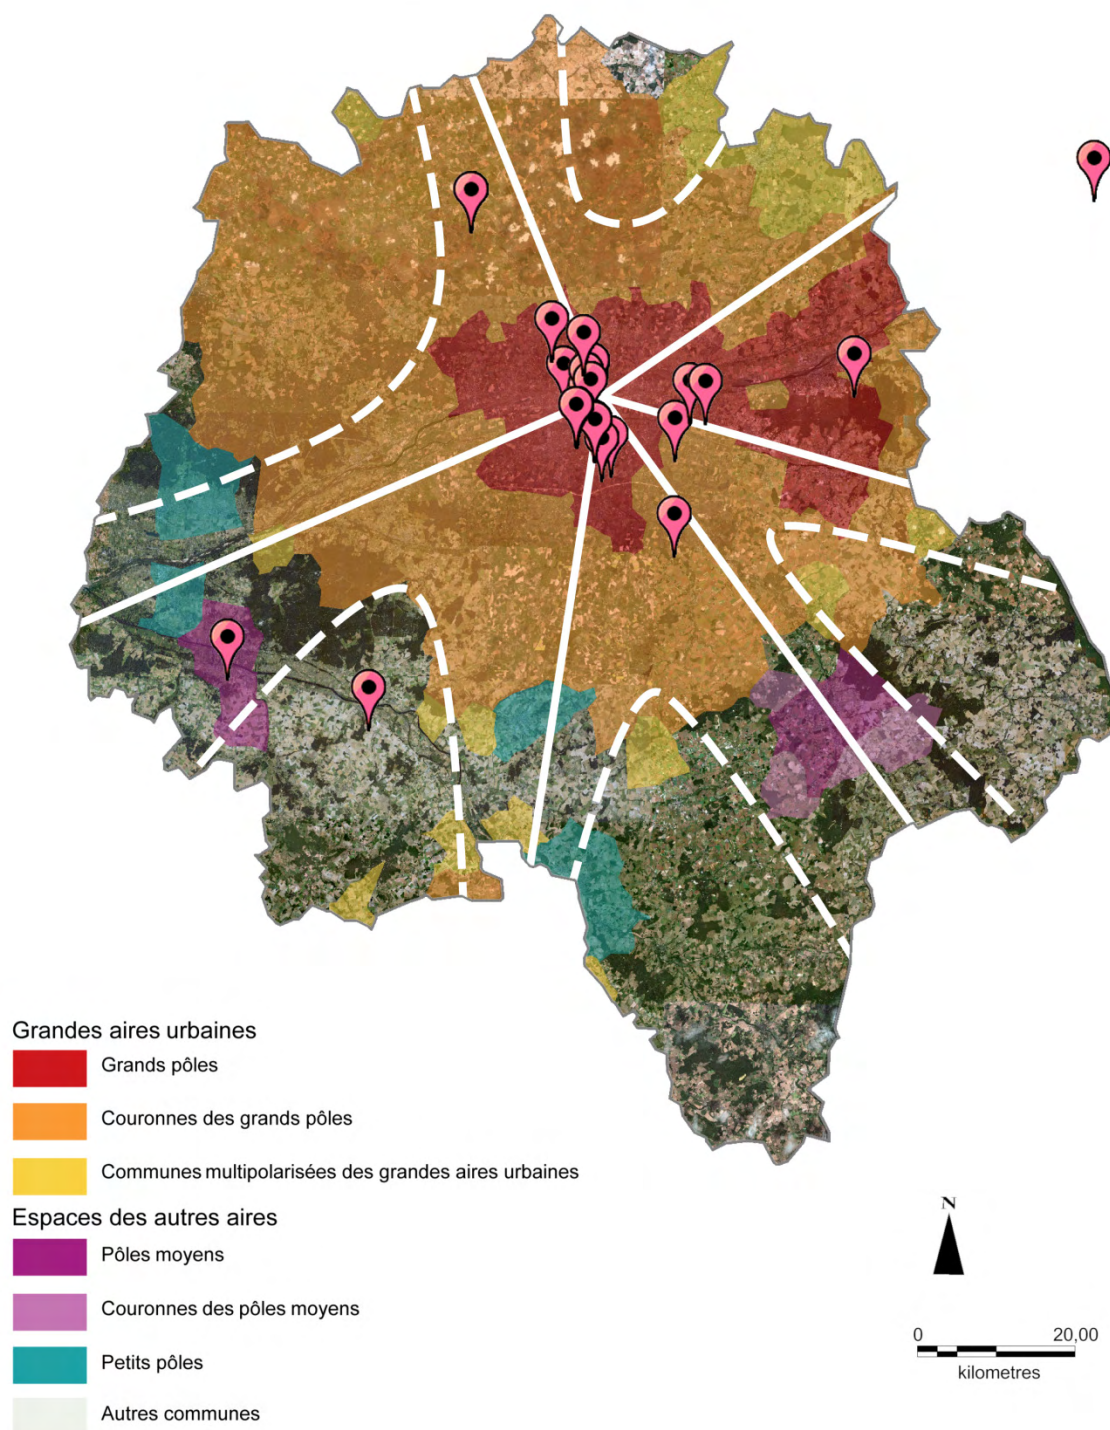 Grandes aires urbaines
Grands pôles
Couronnes des grands pôles
Communes multipolarisées des grandes aires urbaines
Espaces des autres aires
Pôles moyens
Couronnes des pôles moyens
Petits pôles
Autres communes
N
0 20,00
kilometres